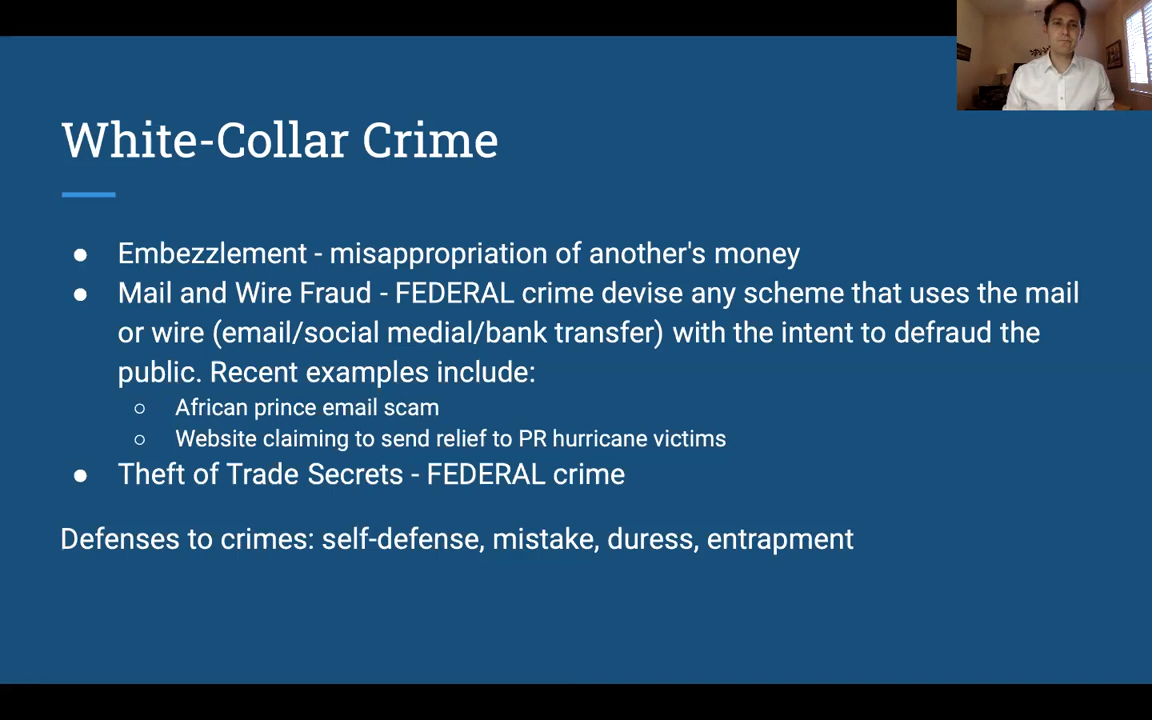 White-Collar Crime
● Embezzlement - misappropriation of another's money
● Mail and Wire Fraud - FEDERAL crime devise any scheme that uses the mail
or wire (email/social medial/bank transfer) with the intent to defraud the
public. Recent examples include:
○ African prince email scam
○ Website claiming to send relief to PR hurricane victims
● Theft of Trade Secrets - FEDERAL crime
Defenses to crimes: self-defense, mistake, duress, entrapment